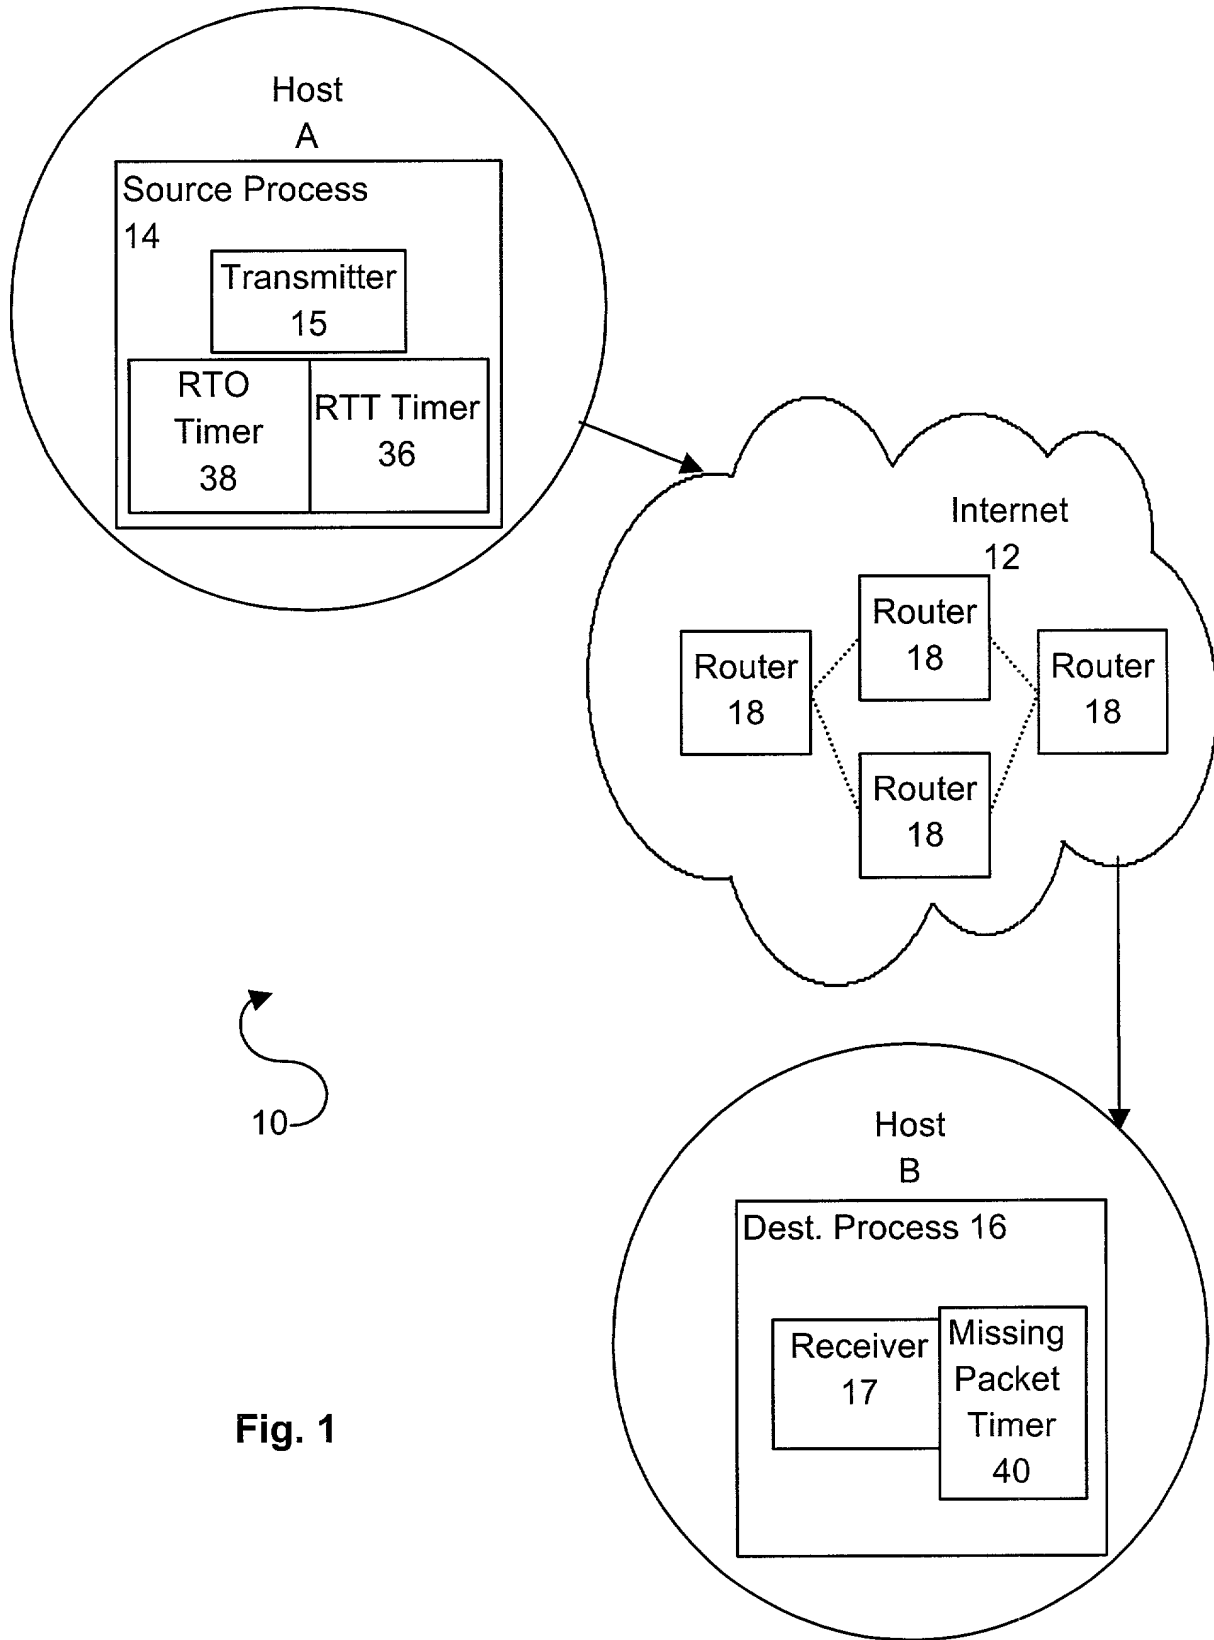 Host
A
Source Process
14
Transmitter
15
RTO
Timer
38
RTT Timer
36
Internet
12
Router
18
Router
18
Router
18
Router
18
10
Host
B
Dest. Process 16
Receiver
17
Missing
Packet
Timer
40
Fig. 1